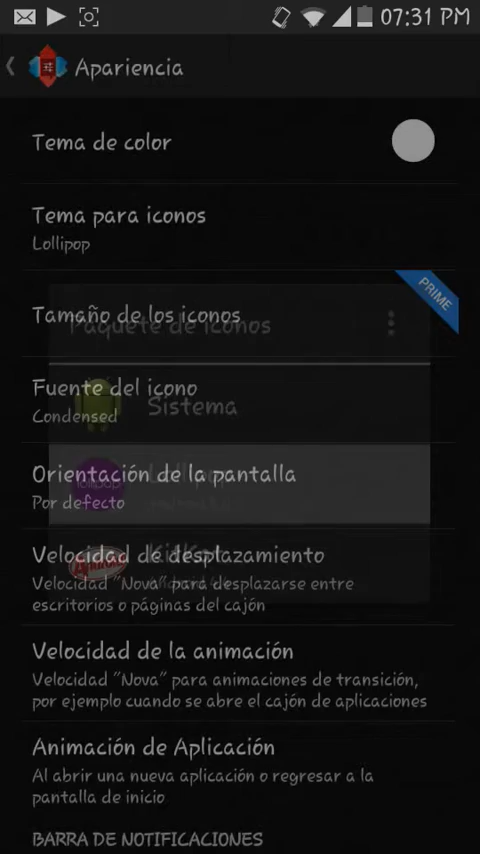 07:31 PM
Apariencia
Tema de color
Tema para iconos
Lollipop
PRIME
Tamaño de los iconos
Paquete de iconos
Fuente del icono
Condensed
Sistema
Orientación de la pantalla
Por defecto
Velocidad de desplazamiento
Velocidad "Nova" para desplazarse entre
escritorios o páginas del cajón
Velocidad de la animación
Velocidad "Nova" para animaciones de transición,
por ejemplo cuando se abre el cajón de aplicaciones
Animación de Aplicación
Al abrir una nueva aplicación o regresar a la
pantalla de inicio
BARRA DE NOTIFICACIONES